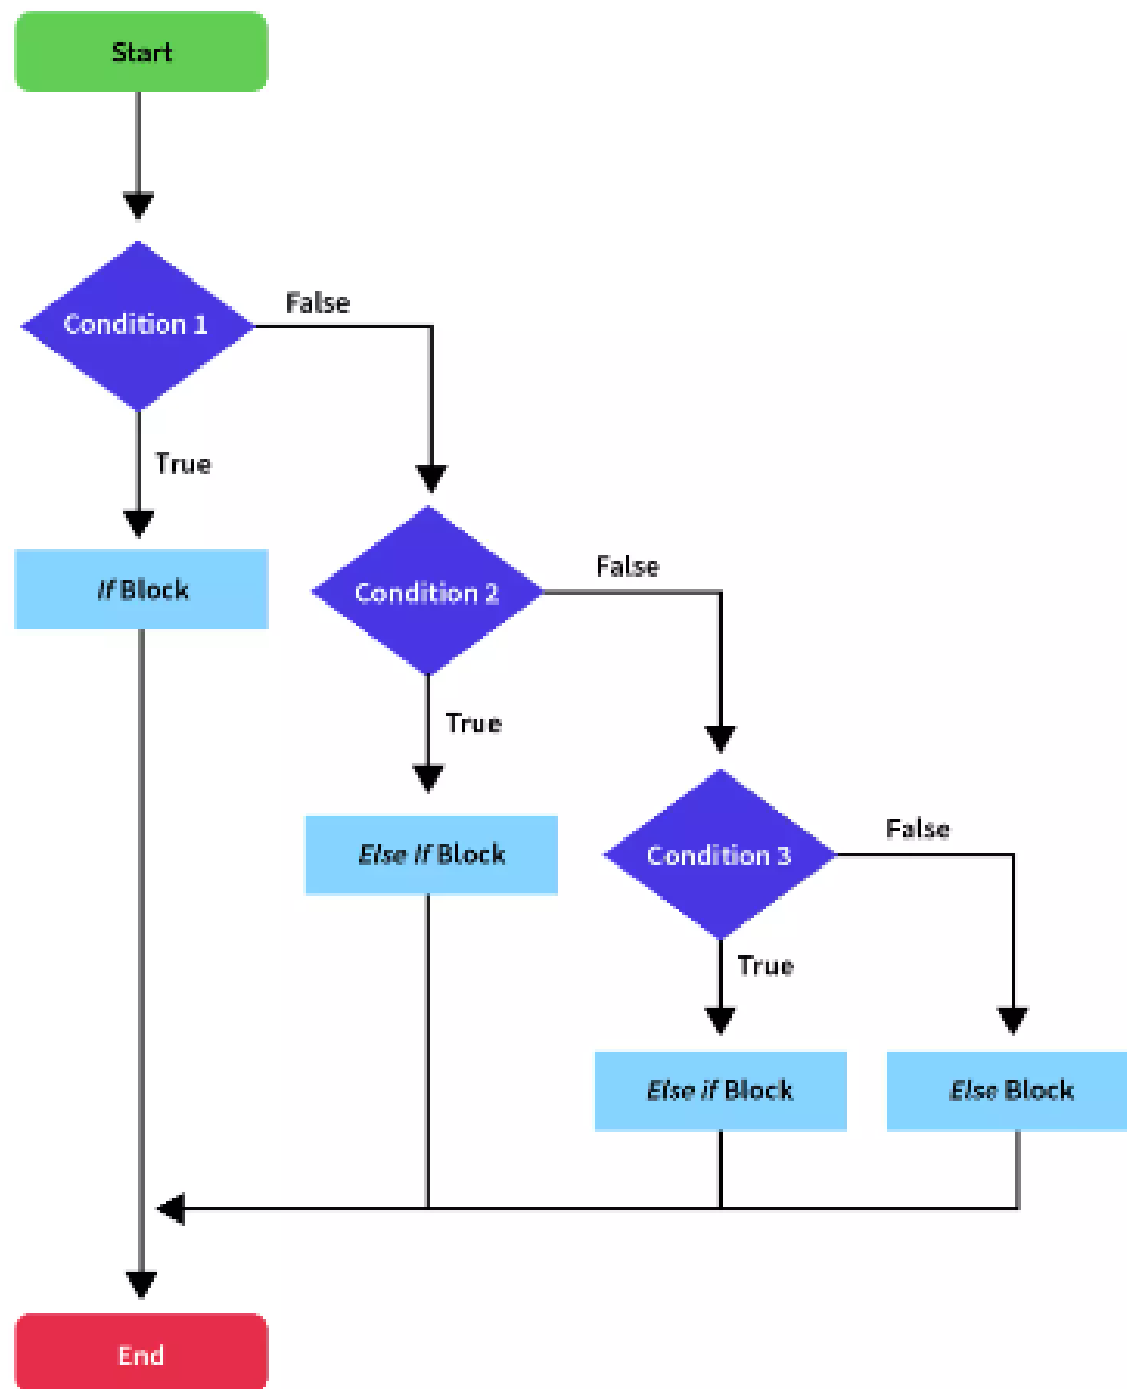 Start
False
Condition 1
True
If Block
False
Condition 2
True
Else if Block
False
Condition 3
True
Else if Block
Else Block
End